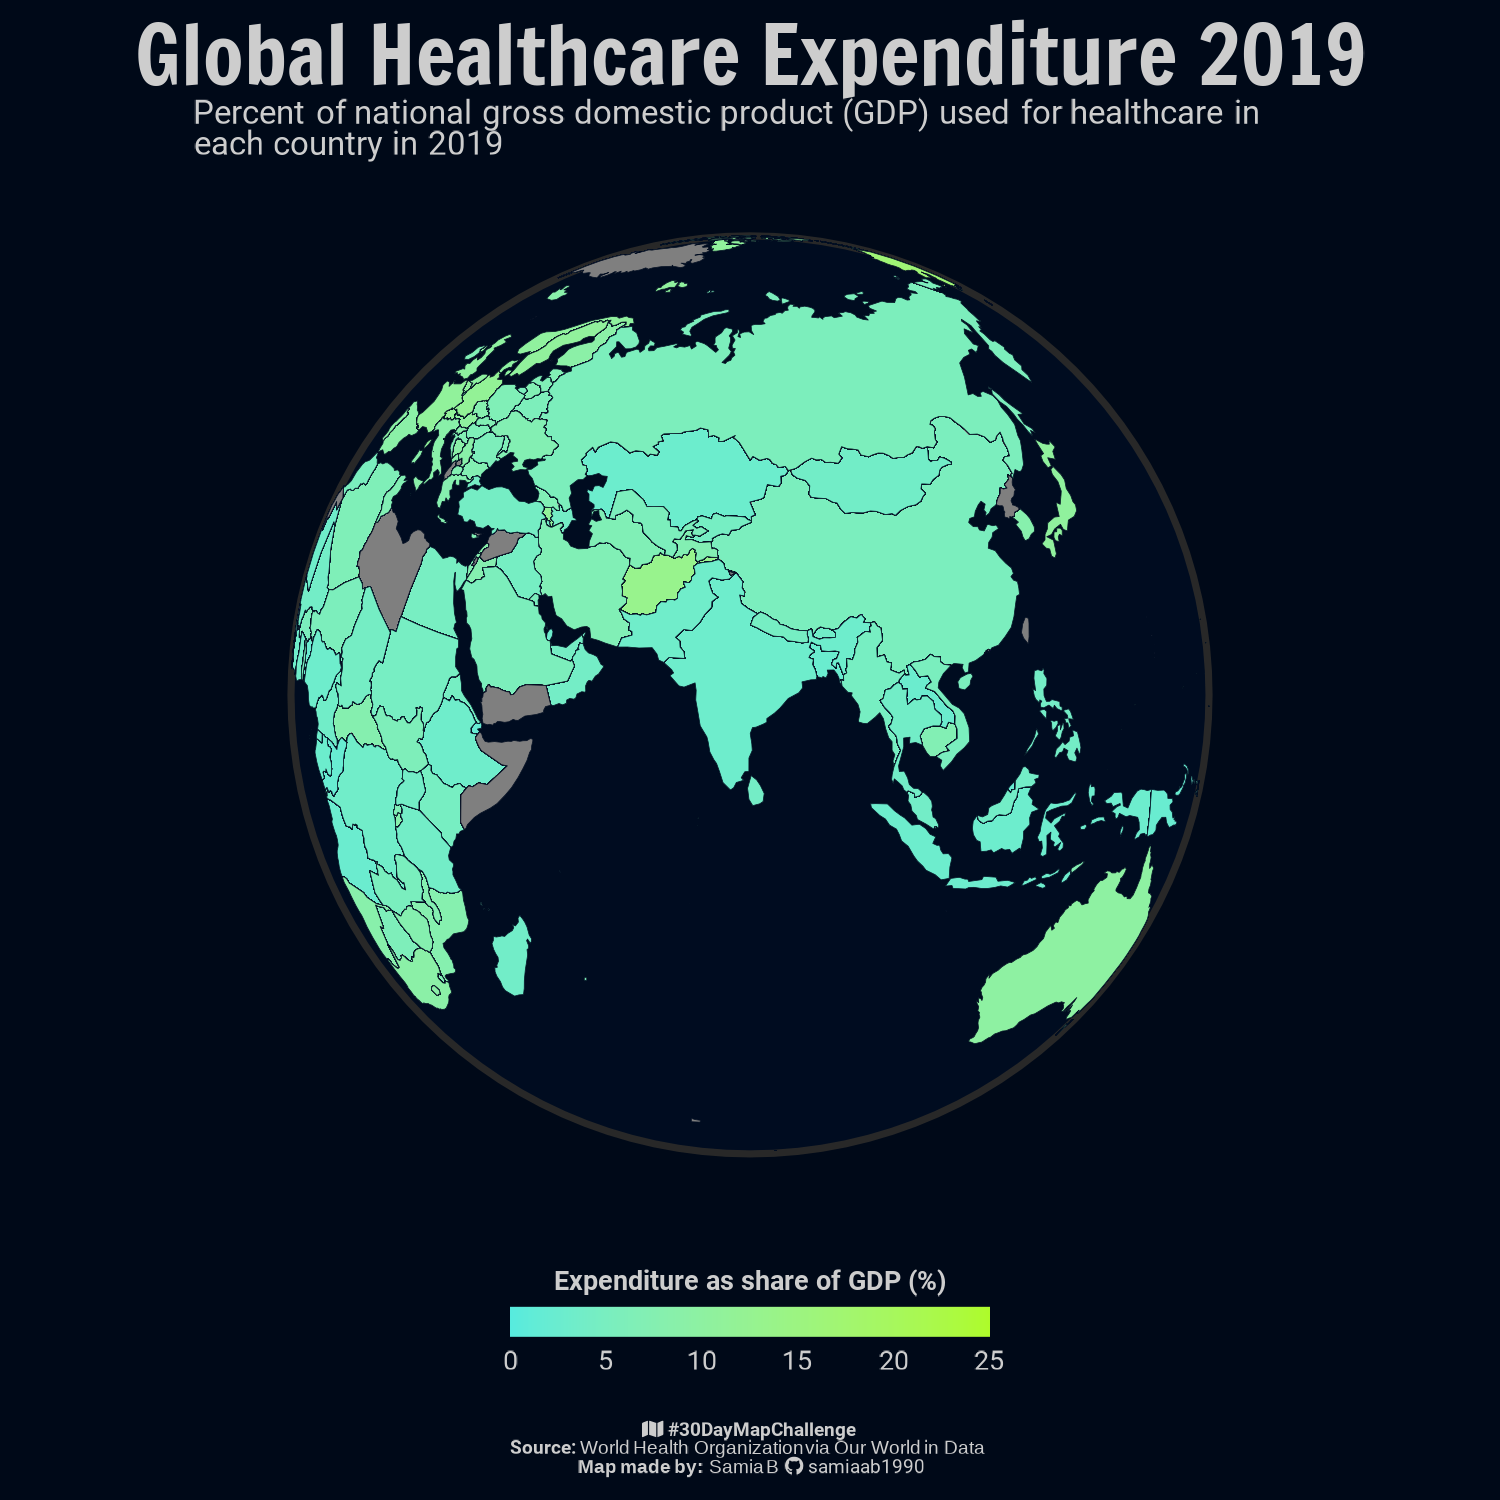 Global Healthcare Expenditure 2019
Percent of national gross domestic product (GDP) used for healthcare in
each country in 2019
Expenditure as share of GDP (%)
0 5 10 15 20 25
#30DayMapChallenge
Source: World Health Organization via Our World in Data
Map made by: Samia B samiaab1990